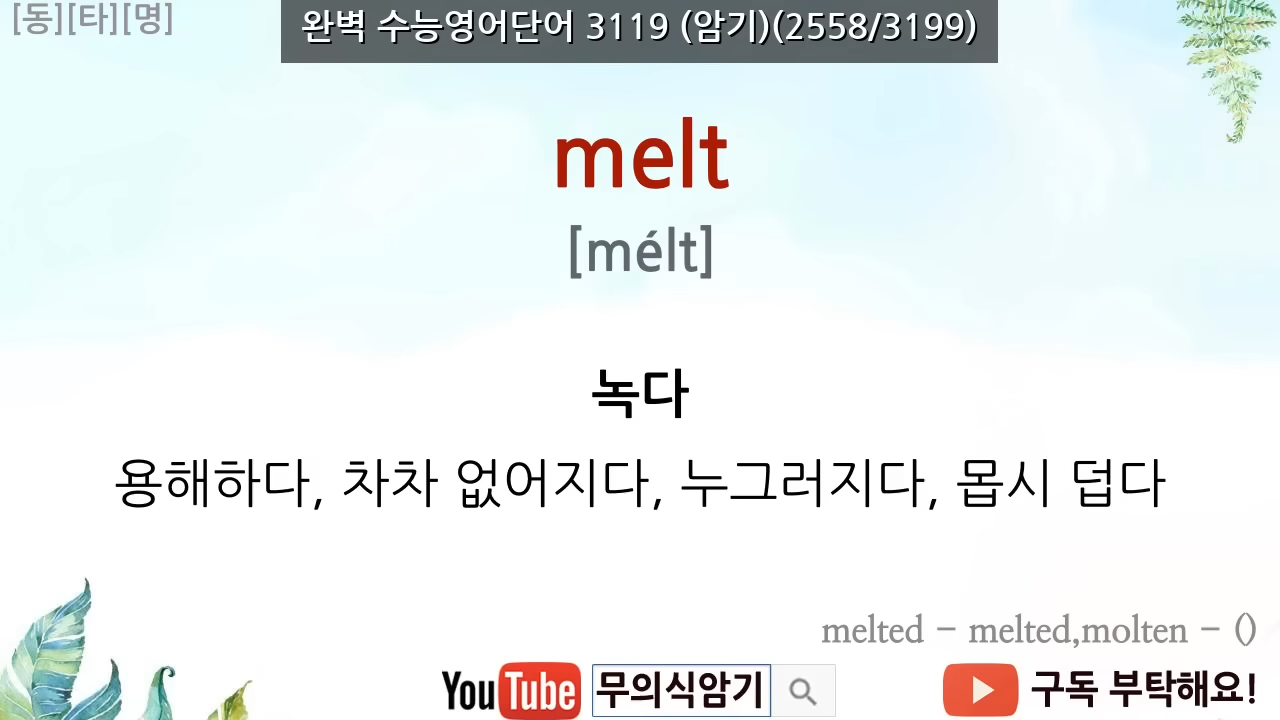 [동][타][명]
완벽 수능영어단어 3119 (암기)(2558/3199)
melt
[mélt]
녹다
용해하다, 차차 없어지다, 누그러지다, 몹시 덥다
melted - melted,molten - ()
YouTube 무의식암기 구독 부탁해요!